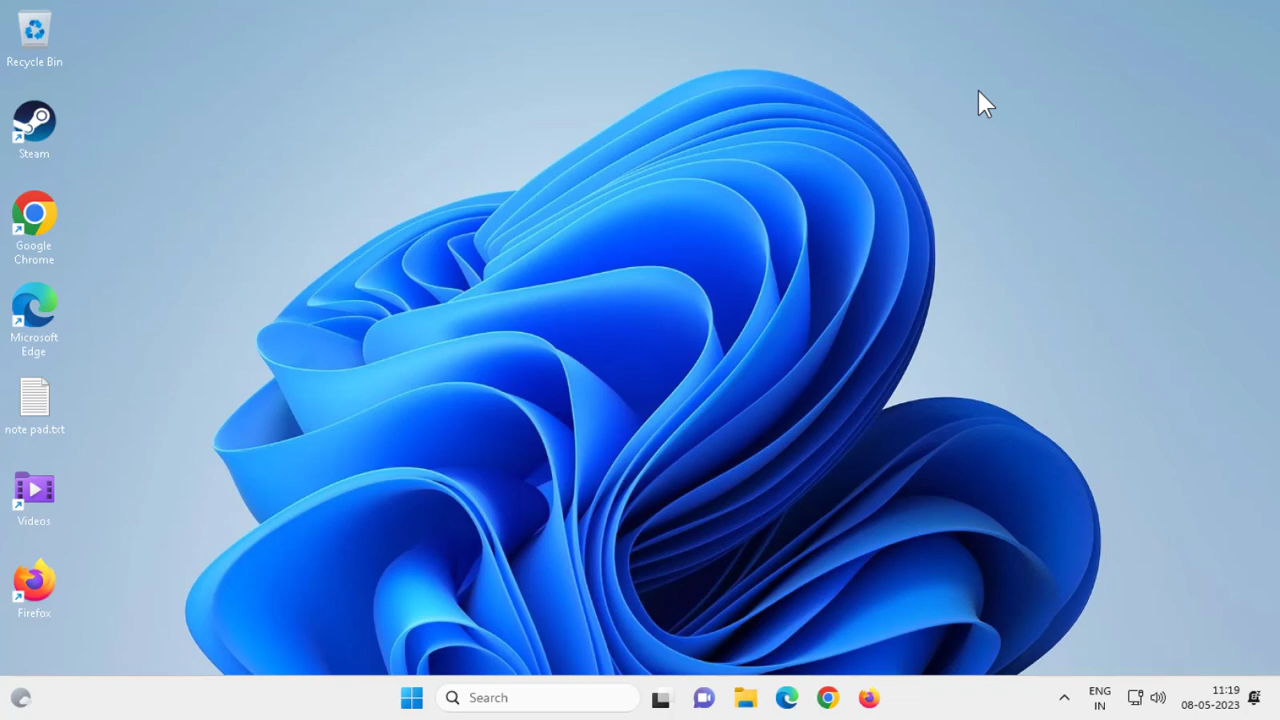 Recycle Bin
Steam
Google
Chrome
Microsoft
Edge
note pad.txt
Videos
Firefox
Search
ENG
IN
11:19
08-05-2023